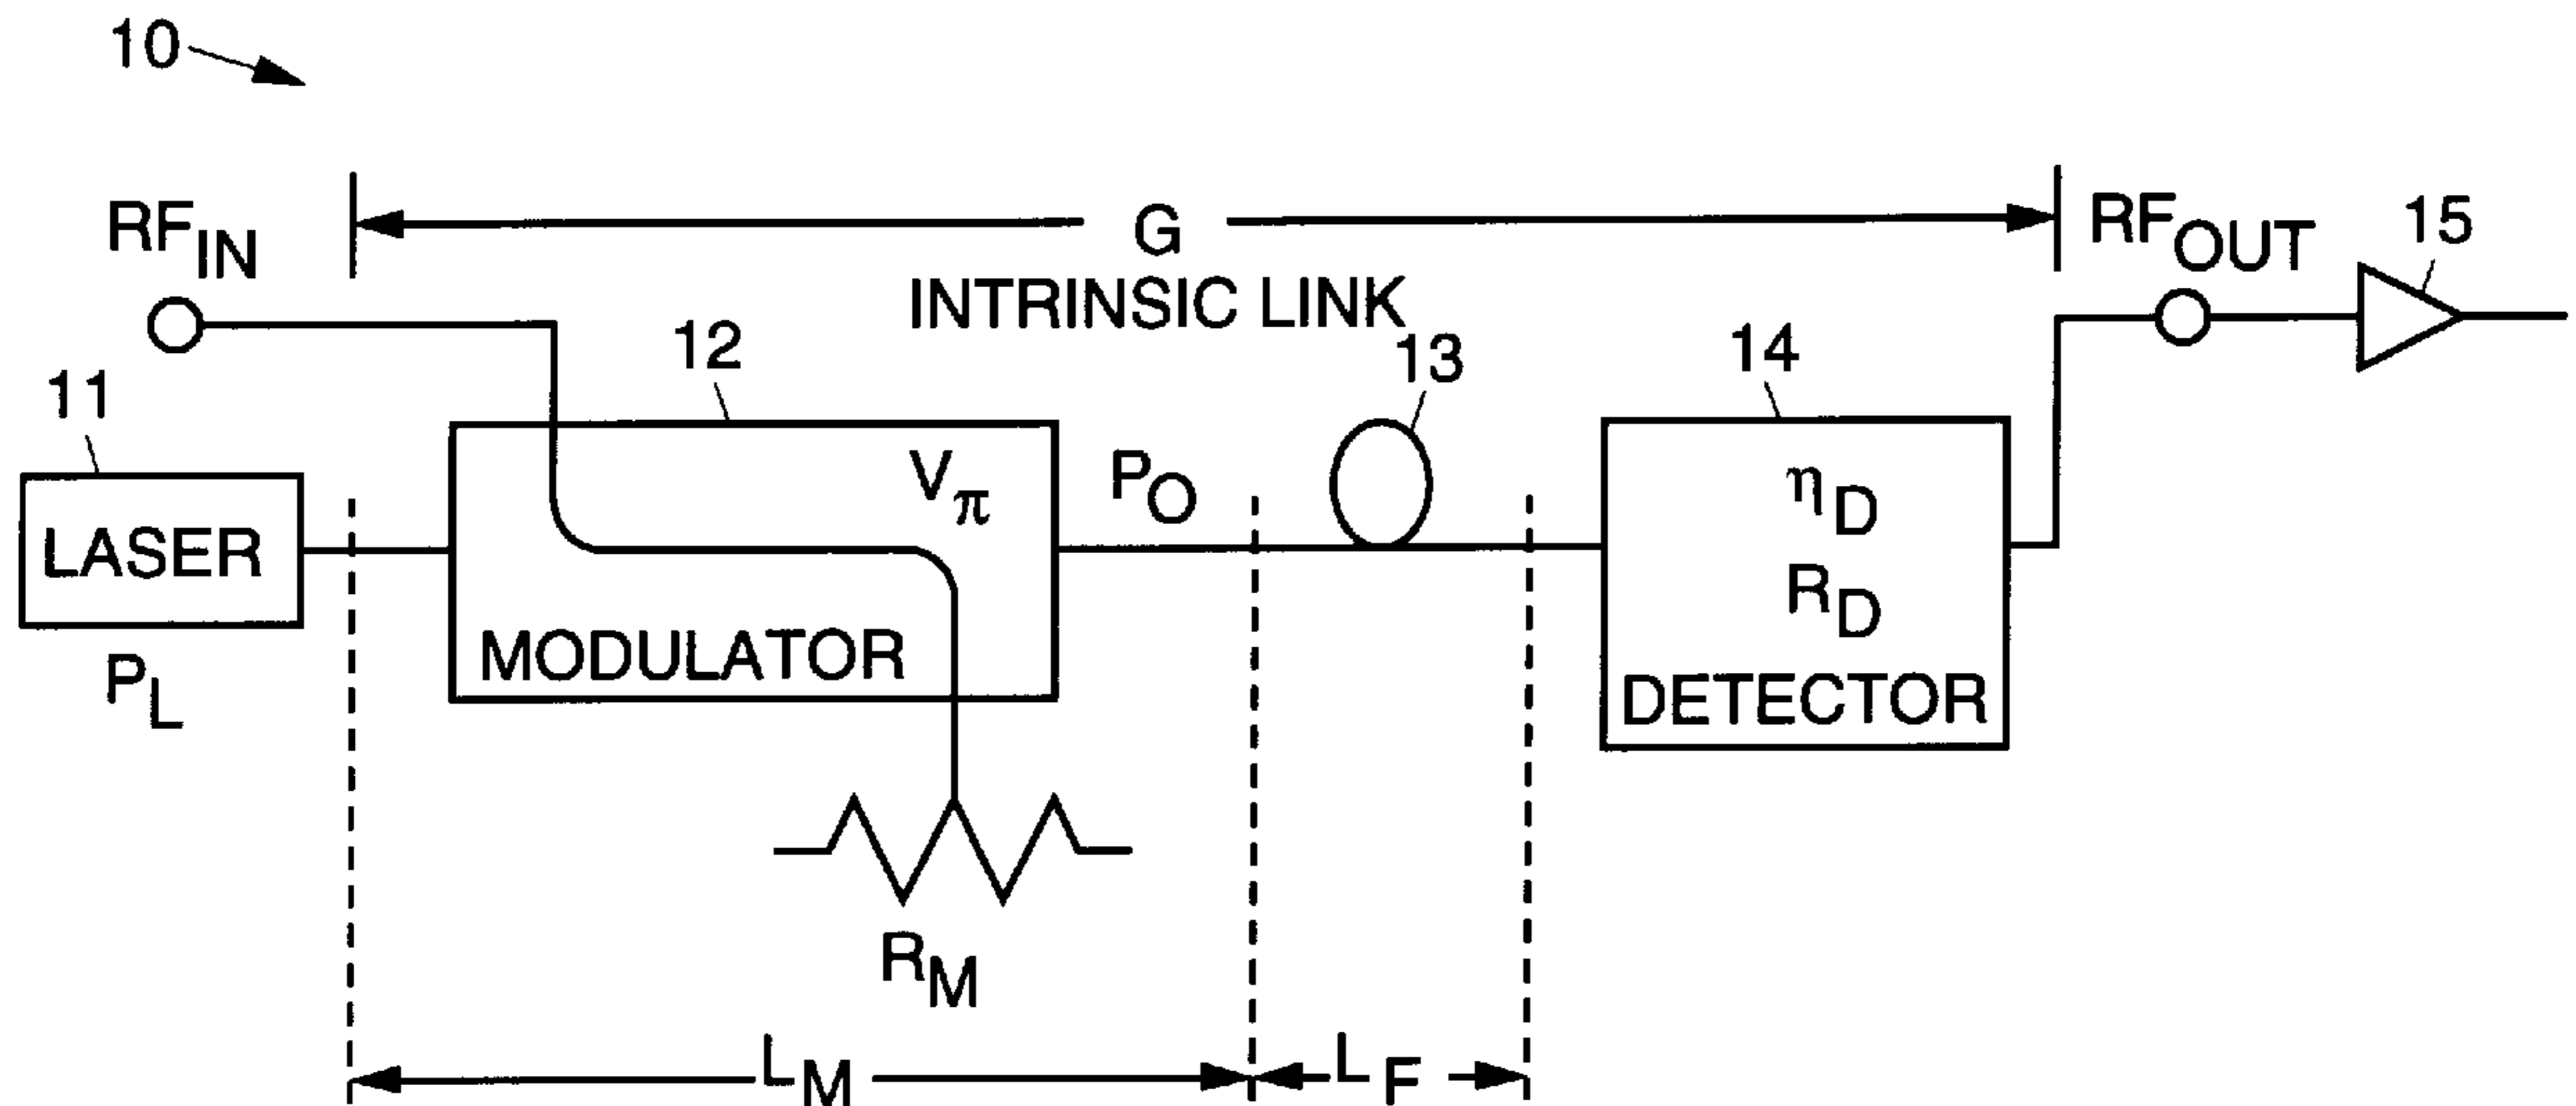 10
RF_IN
G
INTRINSIC LINK
RF_OUT
15
11
12
13
14
LASER
P_L
V_π
MODULATOR
P_O
η_D
R_D
DETECTOR
R_M
L_M
L_F